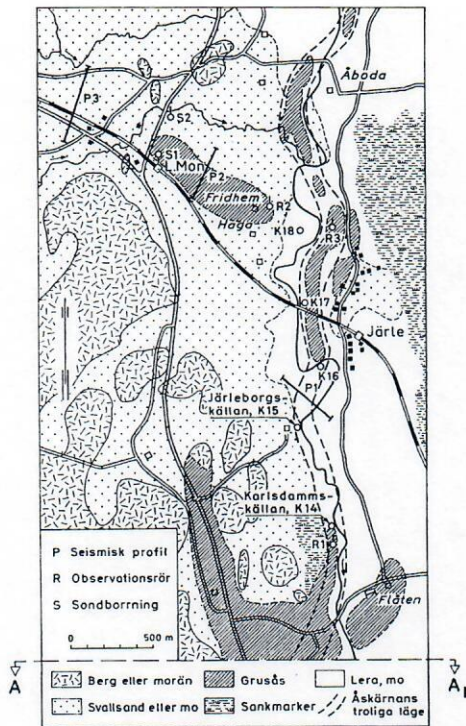 Åboda
P3
S2
S1
L.Mon
P2
Fridhem
R2
Haga
K18
R3
K17
Järle
K16
P1
Järleborgs-
källan, K15
Karlsdamms-
källan, K14
R1
Flåten
P Seismisk profil
R Observationsrör
S Sondborrning
0 500 m
A A
Berg eller morän Grusås Lera, mo
Svallsand eller mo Sankmarker Åskärnans
troliga läge